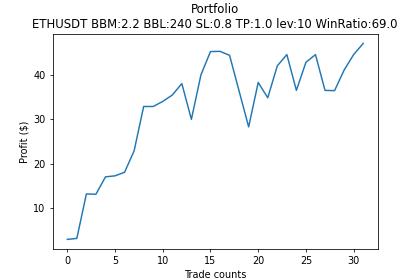 Portfolio
ETHUSDT BBM:2.2 BBL:240 SL:0.8 TP:1.0 lev:10 WinRatio:69.0
Profit ($)
40
30
20
10
0 5 10 15 20 25 30
Trade counts